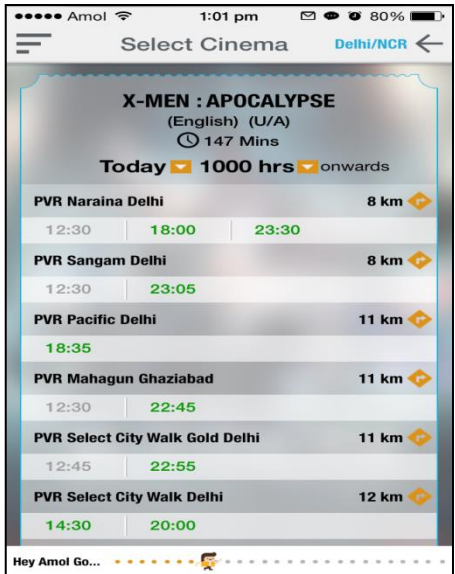 Amol 1:01 pm 80%
Select Cinema Delhi/NCR
X-MEN : APOCALYPSE
(English) (U/A)
147 Mins
Today 1000 hrs onwards
PVR Naraina Delhi 8 km
12:30 18:00 23:30
PVR Sangam Delhi 8 km
12:30 23:05
PVR Pacific Delhi 11 km
18:35
PVR Mahagun Ghaziabad 11 km
12:30 22:45
PVR Select City Walk Gold Delhi 11 km
12:45 22:55
PVR Select City Walk Delhi 12 km
14:30 20:00
Hey Amol Go...